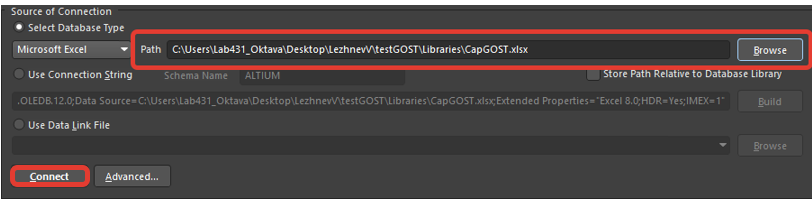 Source of Connection
Select Database Type
Microsoft Excel Path C:\Users\Lab431_Oktava\Desktop\LezhnevV\testGOST\Libraries\CapGOST.xlsx Browse
Use Connection String Schema Name ALTIUM Store Path Relative to Database Library
.OLEDB.12.0;Data Source=C:\Users\Lab431_Oktava\Desktop\LezhnevV\testGOST\Libraries\CapGOST.xlsx;Extended Properties="Excel 8.0;HDR=Yes;IMEX=1" Build
Use Data Link File
Browse
Connect Advanced...